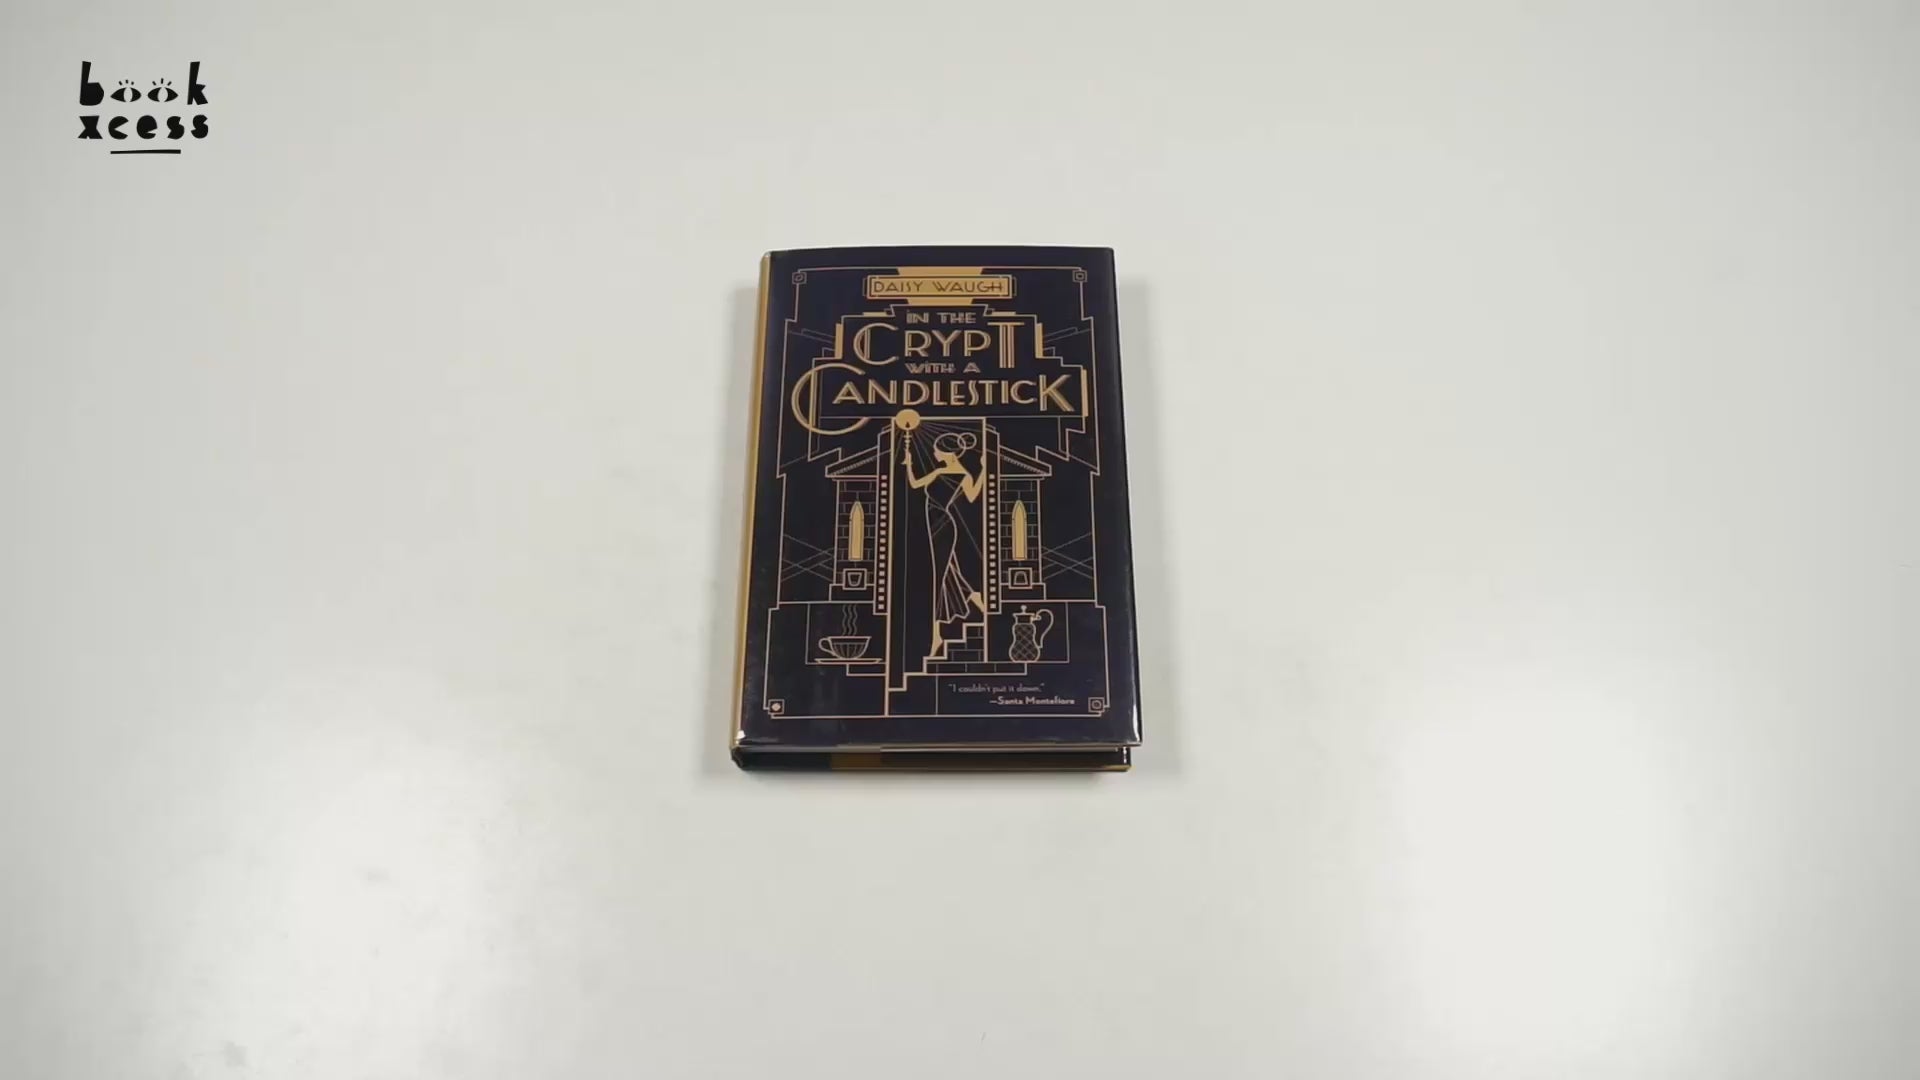 book
xcess
DAISY WAUGH
IN THE
CRYPT
WITH A
CANDLESTICK
"I couldn't put it down."
—Santa Montefiore